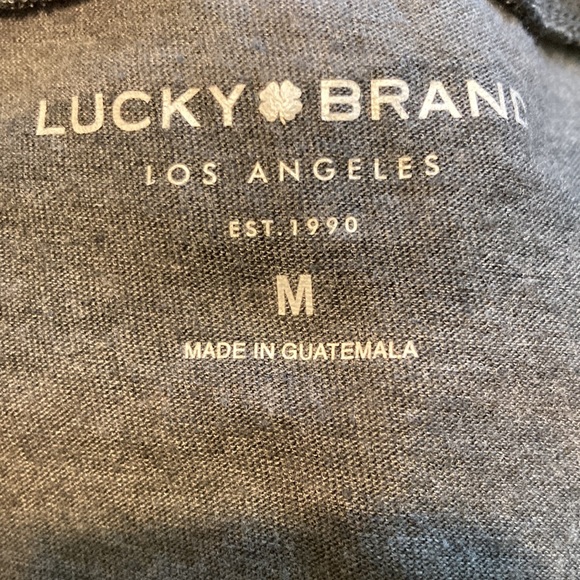 LUCKY BRAND
LOS ANGELES
EST. 1990
M
MADE IN GUATEMALA